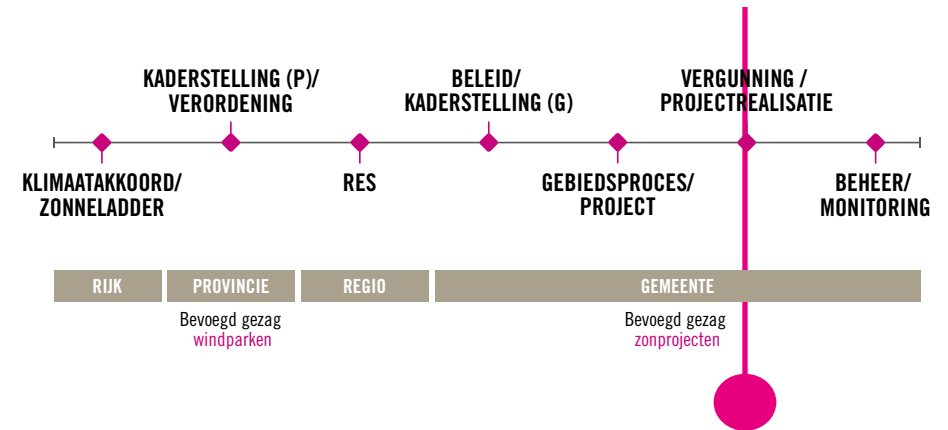 KADERSTELLING (P)/
VERORDENING
BELEID/
KADERSTELLING (G)
VERGUNNING /
PROJECTREALISATIE
KLIMAATAKKOORD/
ZONNELADDER
RES
GEBIEDSPROCES/
PROJECT
BEHEER/
MONITORING
RIJK
PROVINCIE
REGIO
GEMEENTE
Bevoegd gezag
windparken
Bevoegd gezag
zonprojecten